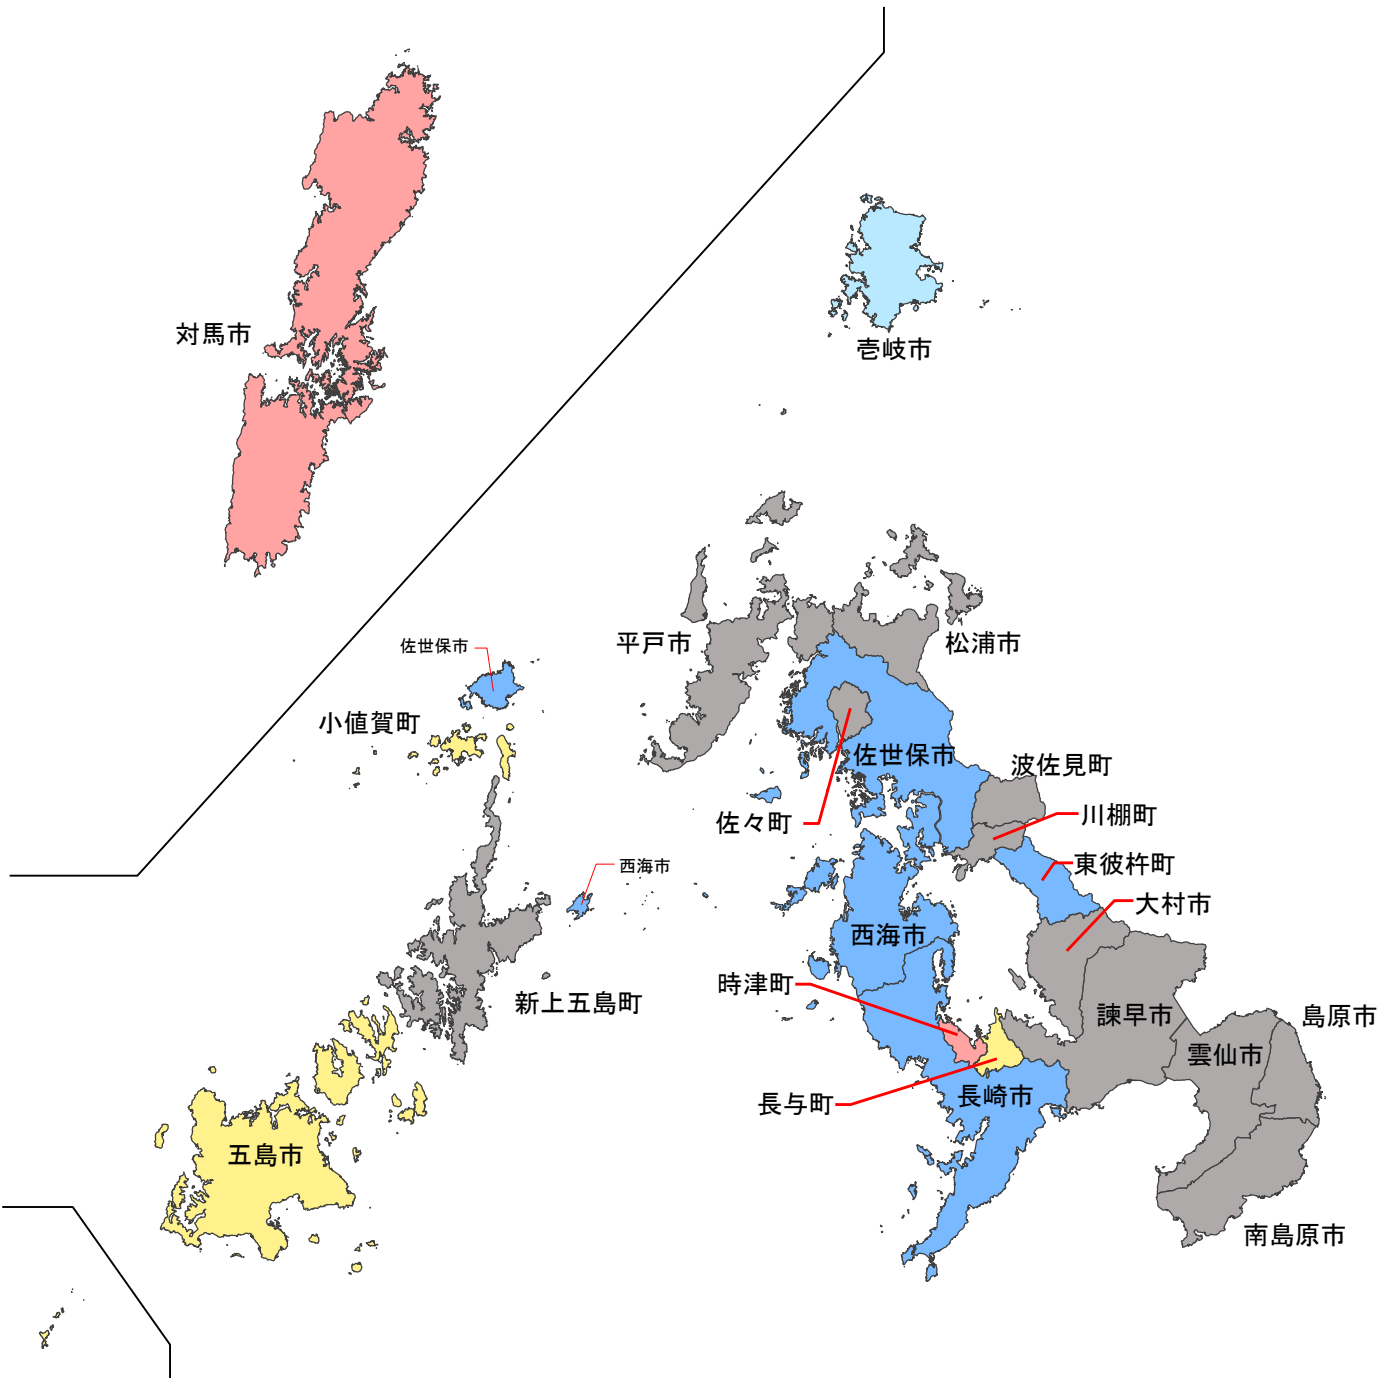 対馬市
壱岐市
平戸市
松浦市
佐世保市
小値賀町
佐世保市
波佐見町
佐々町
川棚町
東彼杵町
西海市
大村市
西海市
時津町
新上五島町
諫早市
島原市
雲仙市
長与町
長崎市
五島市
南島原市